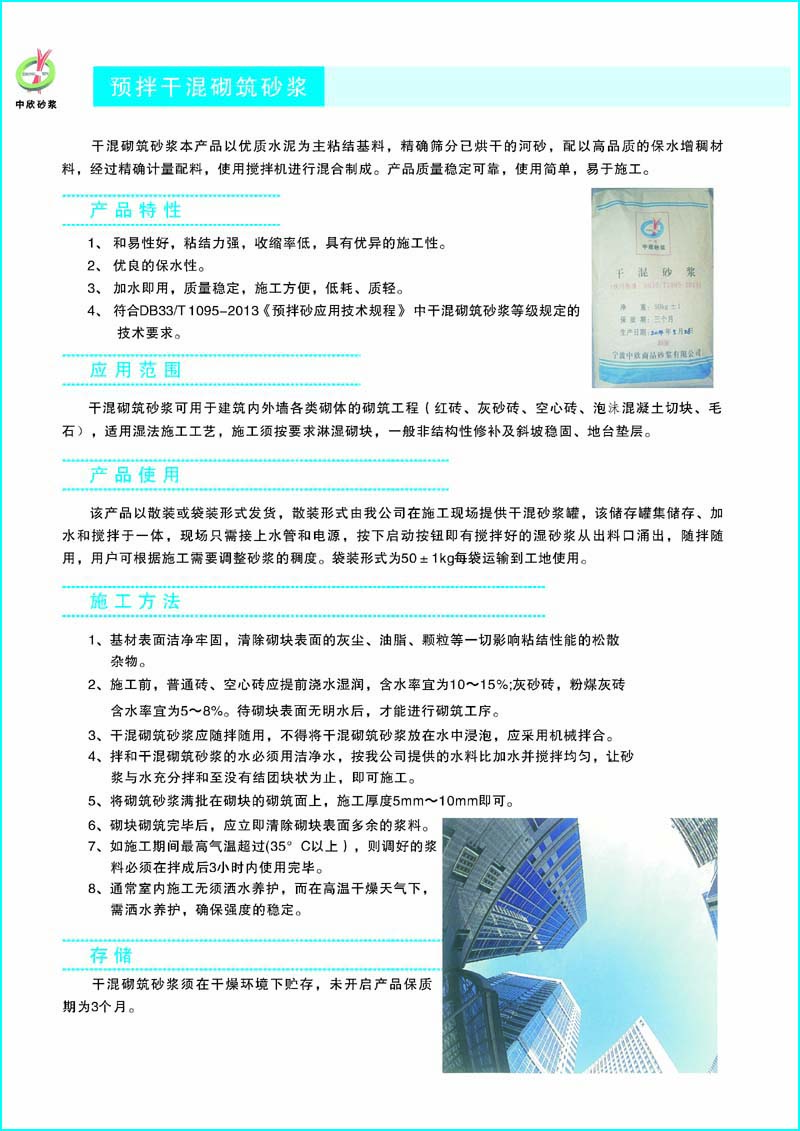 中欣砂浆
预拌干混砌筑砂浆
干混砌筑砂浆本产品以优质水泥为主粘结基料，精确筛分已烘干的河砂，配以高品质的保水增稠材
料，经过精确计量配料，使用搅拌机进行混合制成。产品质量稳定可靠，使用简单，易于施工。
产品特性
1、 和易性好，粘结力强，收缩率低，具有优异的施工性。
2、 优良的保水性。
3、 加水即用，质量稳定，施工方便，低耗、质轻。
4、 符合DB33/T 1095-2013《预拌砂应用技术规程》中干混砌筑砂浆等级规定的
技术要求。
中欣砂浆
干混砂浆
净 重：50kg±1
保质期：三个月
生产日期：
宁波中欣商品砂浆有限公司
应用范围
干混砌筑砂浆可用于建筑内外墙各类砌体的砌筑工程（红砖、灰砂砖、空心砖、泡沫混凝土切块、毛
石），适用湿法施工工艺，施工须按要求淋湿砌块，一般非结构性修补及斜坡稳固、地台垫层。
产品使用
该产品以散装或袋装形式发货，散装形式由我公司在施工现场提供干混砂浆罐，该储存罐集储存、加
水和搅拌于一体，现场只需接上水管和电源，按下启动按钮即有搅拌好的湿砂浆从出料口涌出，随拌随
用，用户可根据施工需要调整砂浆的稠度。袋装形式为50±1kg每袋运输到工地使用。
施工方法
1、基材表面洁净牢固，清除砌块表面的灰尘、油脂、颗粒等一切影响粘结性能的松散
杂物。
2、施工前，普通砖、空心砖应提前浇水湿润，含水率宜为10～15%;灰砂砖，粉煤灰砖
含水率宜为5～8%。待砌块表面无明水后，才能进行砌筑工序。
3、干混砌筑砂浆应随拌随用，不得将干混砌筑砂浆放在水中浸泡，应采用机械拌合。
4、拌和干混砌筑砂浆的水必须用洁净水，按我公司提供的水料比加水并搅拌均匀，让砂
浆与水充分拌和至没有结团块状为止，即可施工。
5、将砌筑砂浆满批在砌块的砌筑面上，施工厚度5mm～10mm即可。
6、砌块砌筑完毕后，应立即清除砌块表面多余的浆料。
7、如施工期间最高气温超过(35°C以上），则调好的浆
料必须在拌成后3小时内使用完毕。
8、通常室内施工无须洒水养护，而在高温干燥天气下，
需洒水养护，确保强度的稳定。
存储
干混砌筑砂浆须在干燥环境下贮存，未开启产品保质
期为3个月。